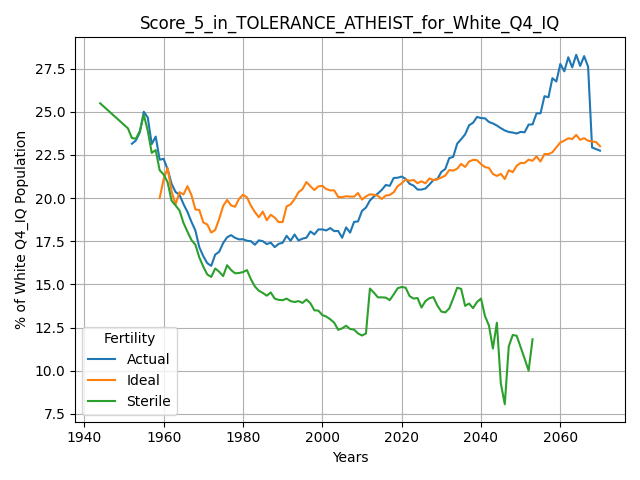 Score_5_in_TOLERANCE_ATHEIST_for_White_Q4_IQ
% of White Q4_IQ Population
27.5
25.0
22.5
20.0
17.5
15.0
12.5
10.0
7.5
Fertility
Actual
Ideal
Sterile
1940 1960 1980 2000 2020 2040 2060
Years